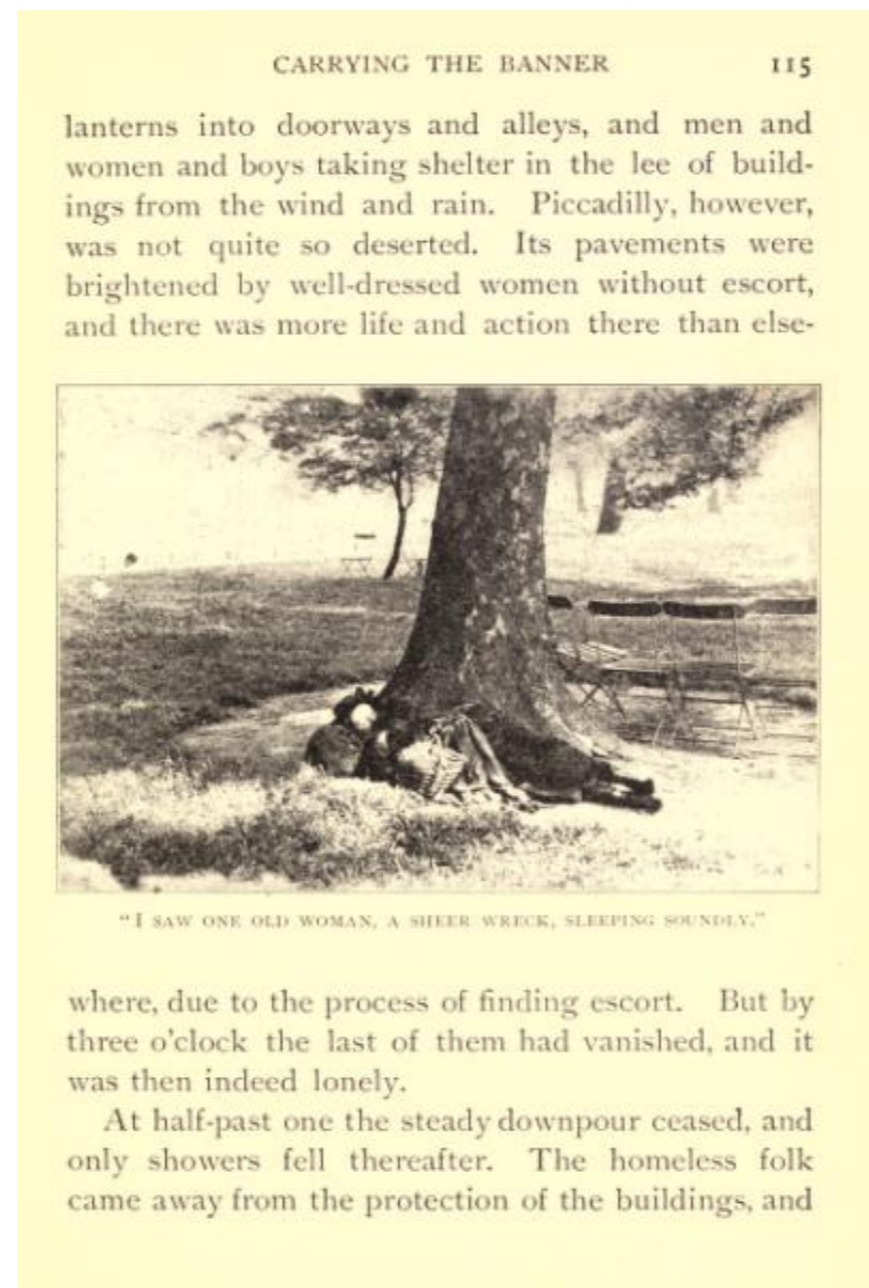 CARRYING THE BANNER 115
lanterns into doorways and alleys, and men and
women and boys taking shelter in the lee of build-
ings from the wind and rain. Piccadilly, however,
was not quite so deserted. Its pavements were
brightened by well-dressed women without escort,
and there was more life and action there than else-
"I SAW ONE OLD WOMAN, A SHEER WRECK, SLEEPING SOUNDLY."
where, due to the process of finding escort. But by
three o'clock the last of them had vanished, and it
was then indeed lonely.
At half-past one the steady downpour ceased, and
only showers fell thereafter. The homeless folk
came away from the protection of the buildings, and